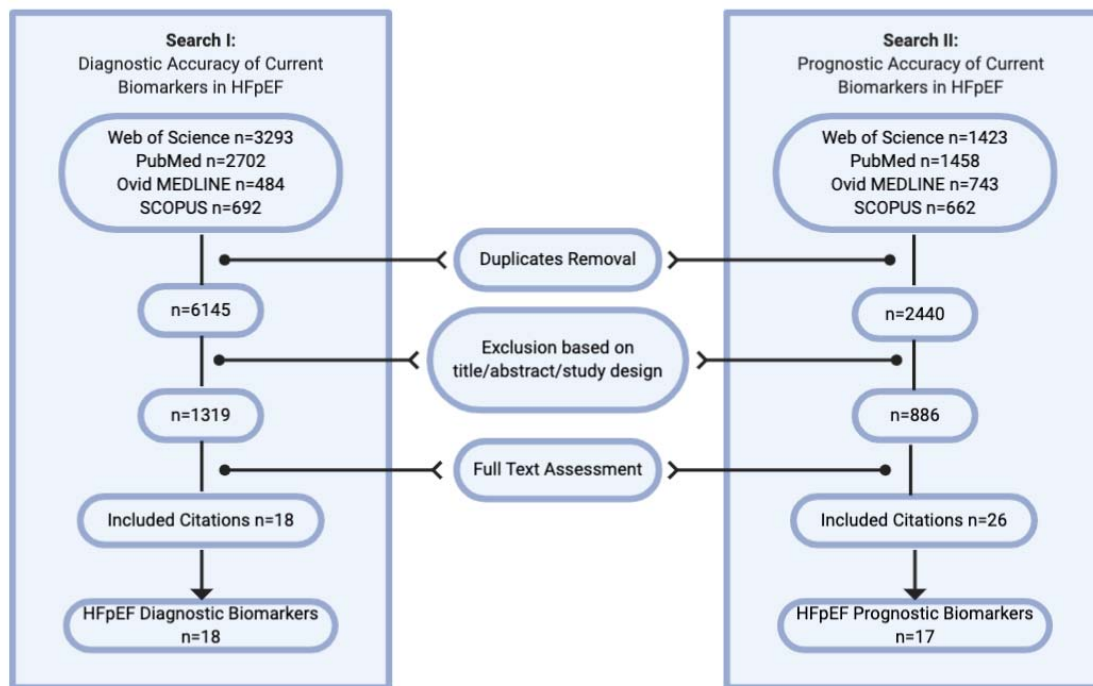 Search I:
Diagnostic Accuracy of Current
Biomarkers in HFpEF
Web of Science n=3293
PubMed n=2702
Ovid MEDLINE n=484
SCOPUS n=692
n=6145
n=1319
Included Citations n=18
HFpEF Diagnostic Biomarkers
n=18
Duplicates Removal
Exclusion based on
title/abstract/study design
Full Text Assessment
Search II:
Prognostic Accuracy of Current
Biomarkers in HFpEF
Web of Science n=1423
PubMed n=1458
Ovid MEDLINE n=743
SCOPUS n=662
n=2440
n=886
Included Citations n=26
HFpEF Prognostic Biomarkers
n=17